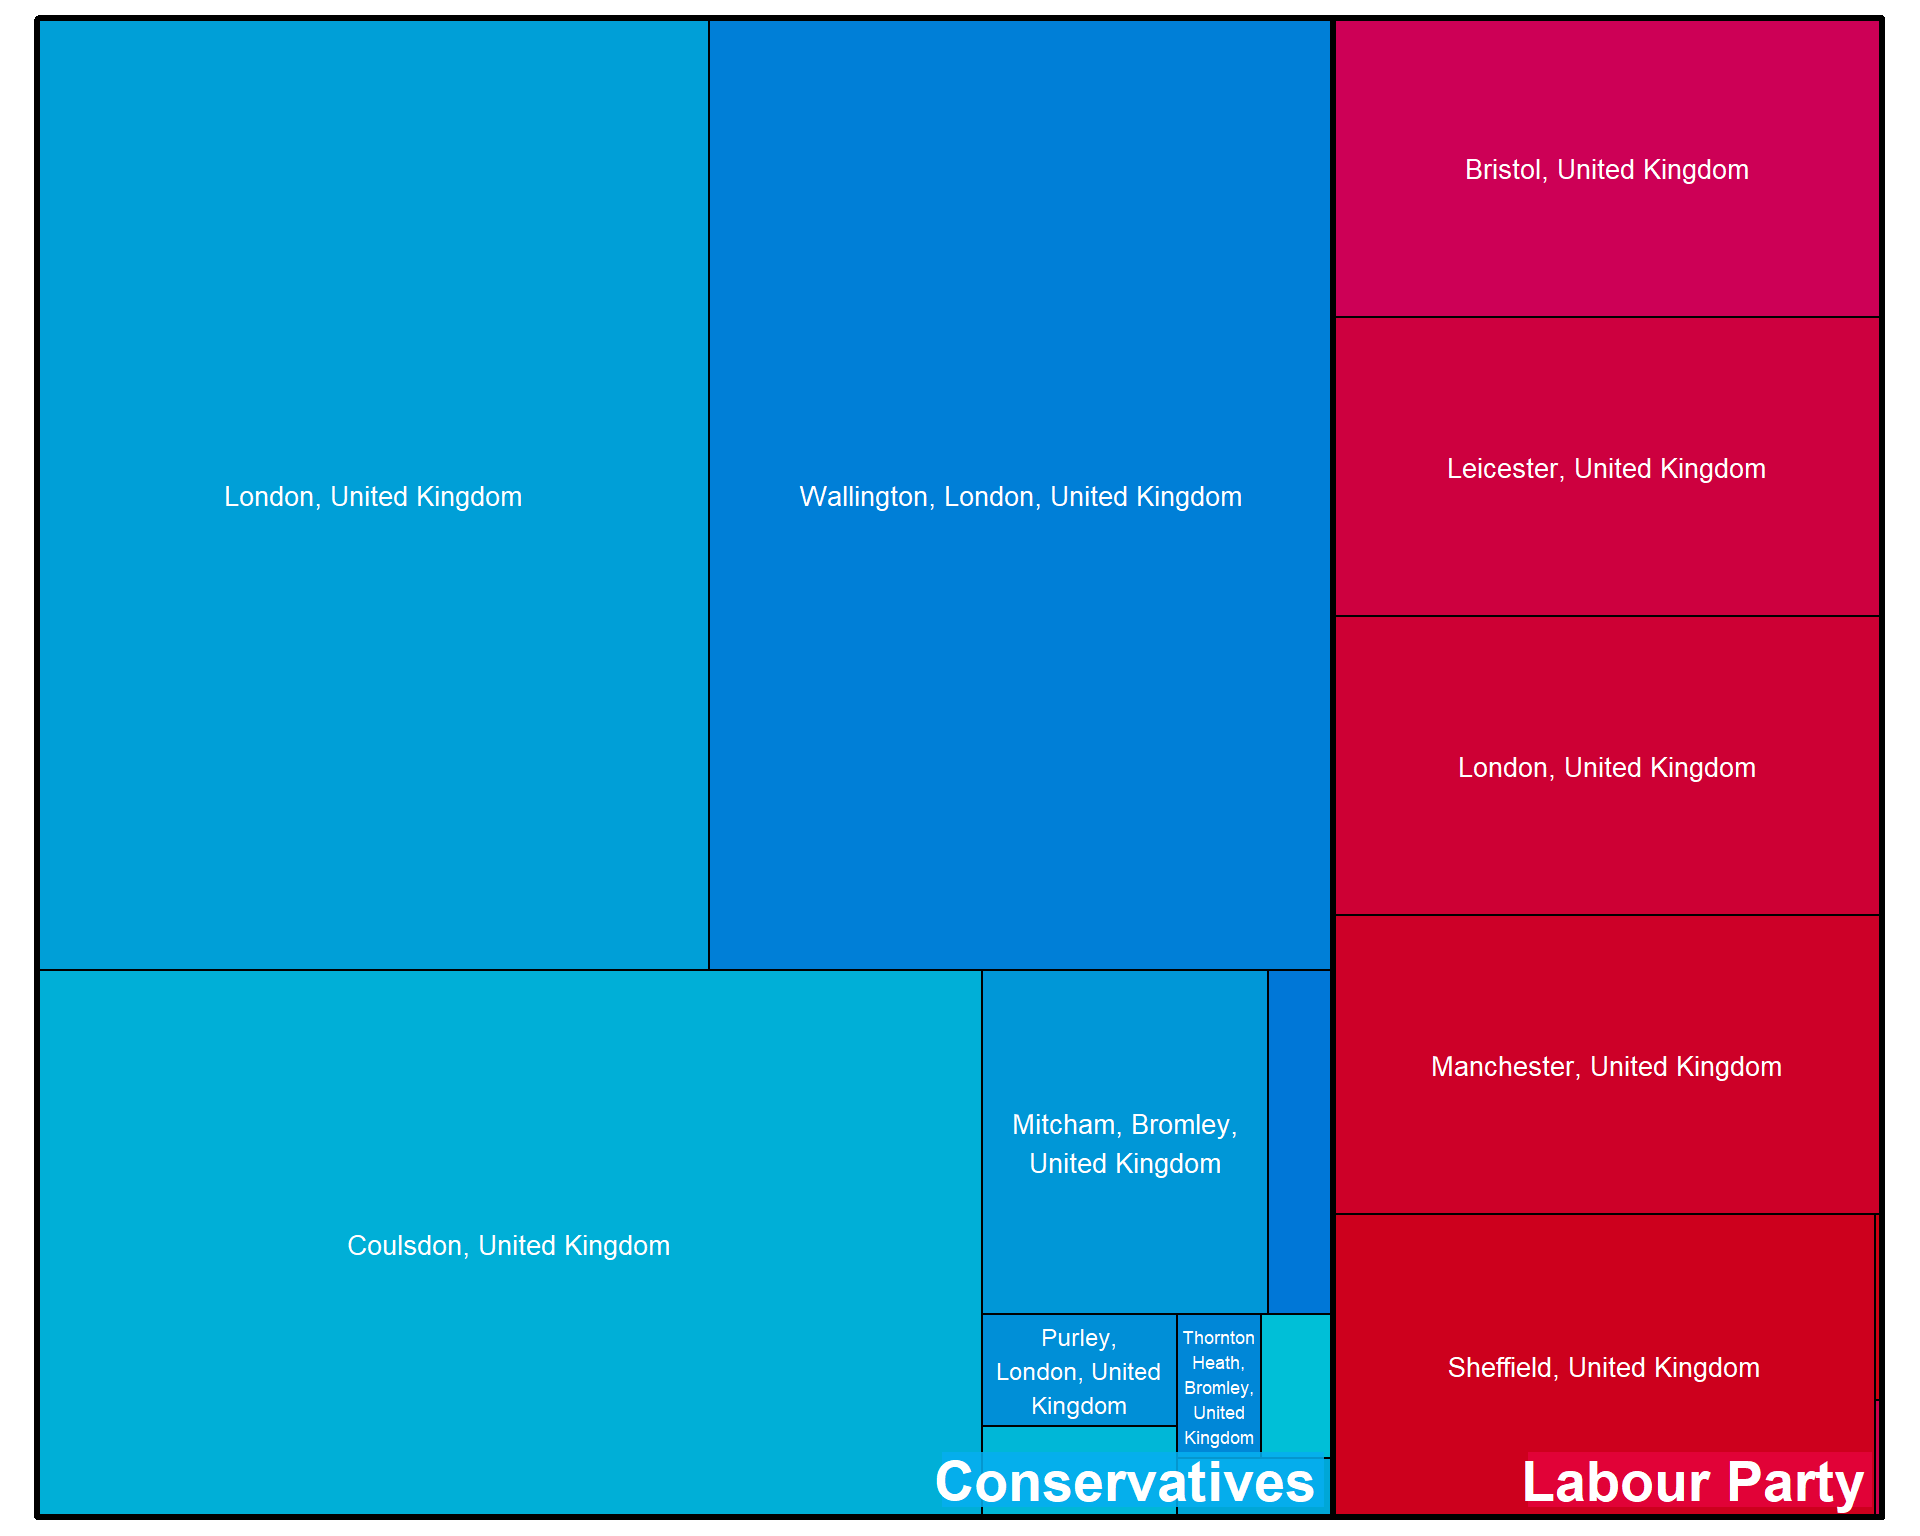 London, United Kingdom
Wallington, London, United Kingdom
Coulsdon, United Kingdom
Mitcham, Bromley,
United Kingdom
Purley,
London, United
Kingdom
Thornton
Heath,
Bromley,
United
Kingdom
Conservatives
Bristol, United Kingdom
Leicester, United Kingdom
London, United Kingdom
Manchester, United Kingdom
Sheffield, United Kingdom
Labour Party